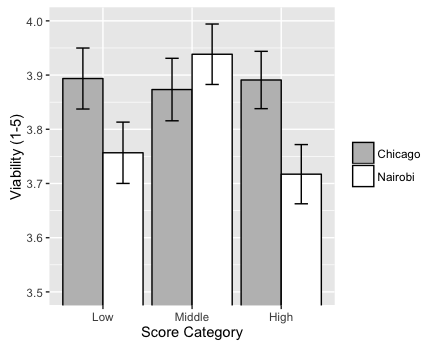 4.0
3.9
3.8
3.7
3.6
3.5
Viability (1-5)
Low Middle High
Score Category
Chicago
Nairobi